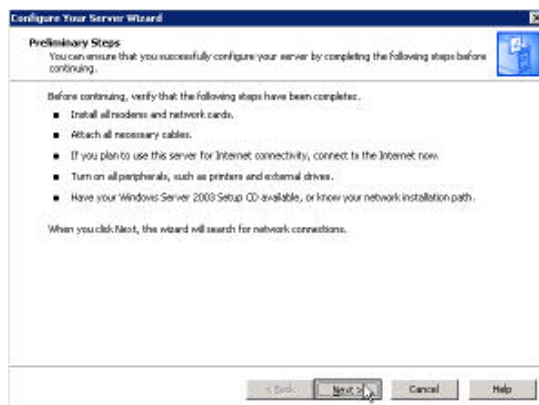 Configure Your Server Wizard
Preliminary Steps
You can ensure that you successfully configure your server by completing the following steps before
continuing.
Before continuing, verify that the following steps have been completed.
Install all modems and network cards.
Attach all necessary cables.
If you plan to use this server for Internet connectivity, connect to the Internet now.
Turn on all peripherals, such as printers and external drives.
Have your Windows Server 2003 Setup CD available, or know your network installation path.
When you click Next, the wizard will search for network connections.
< Back Next > Cancel Help